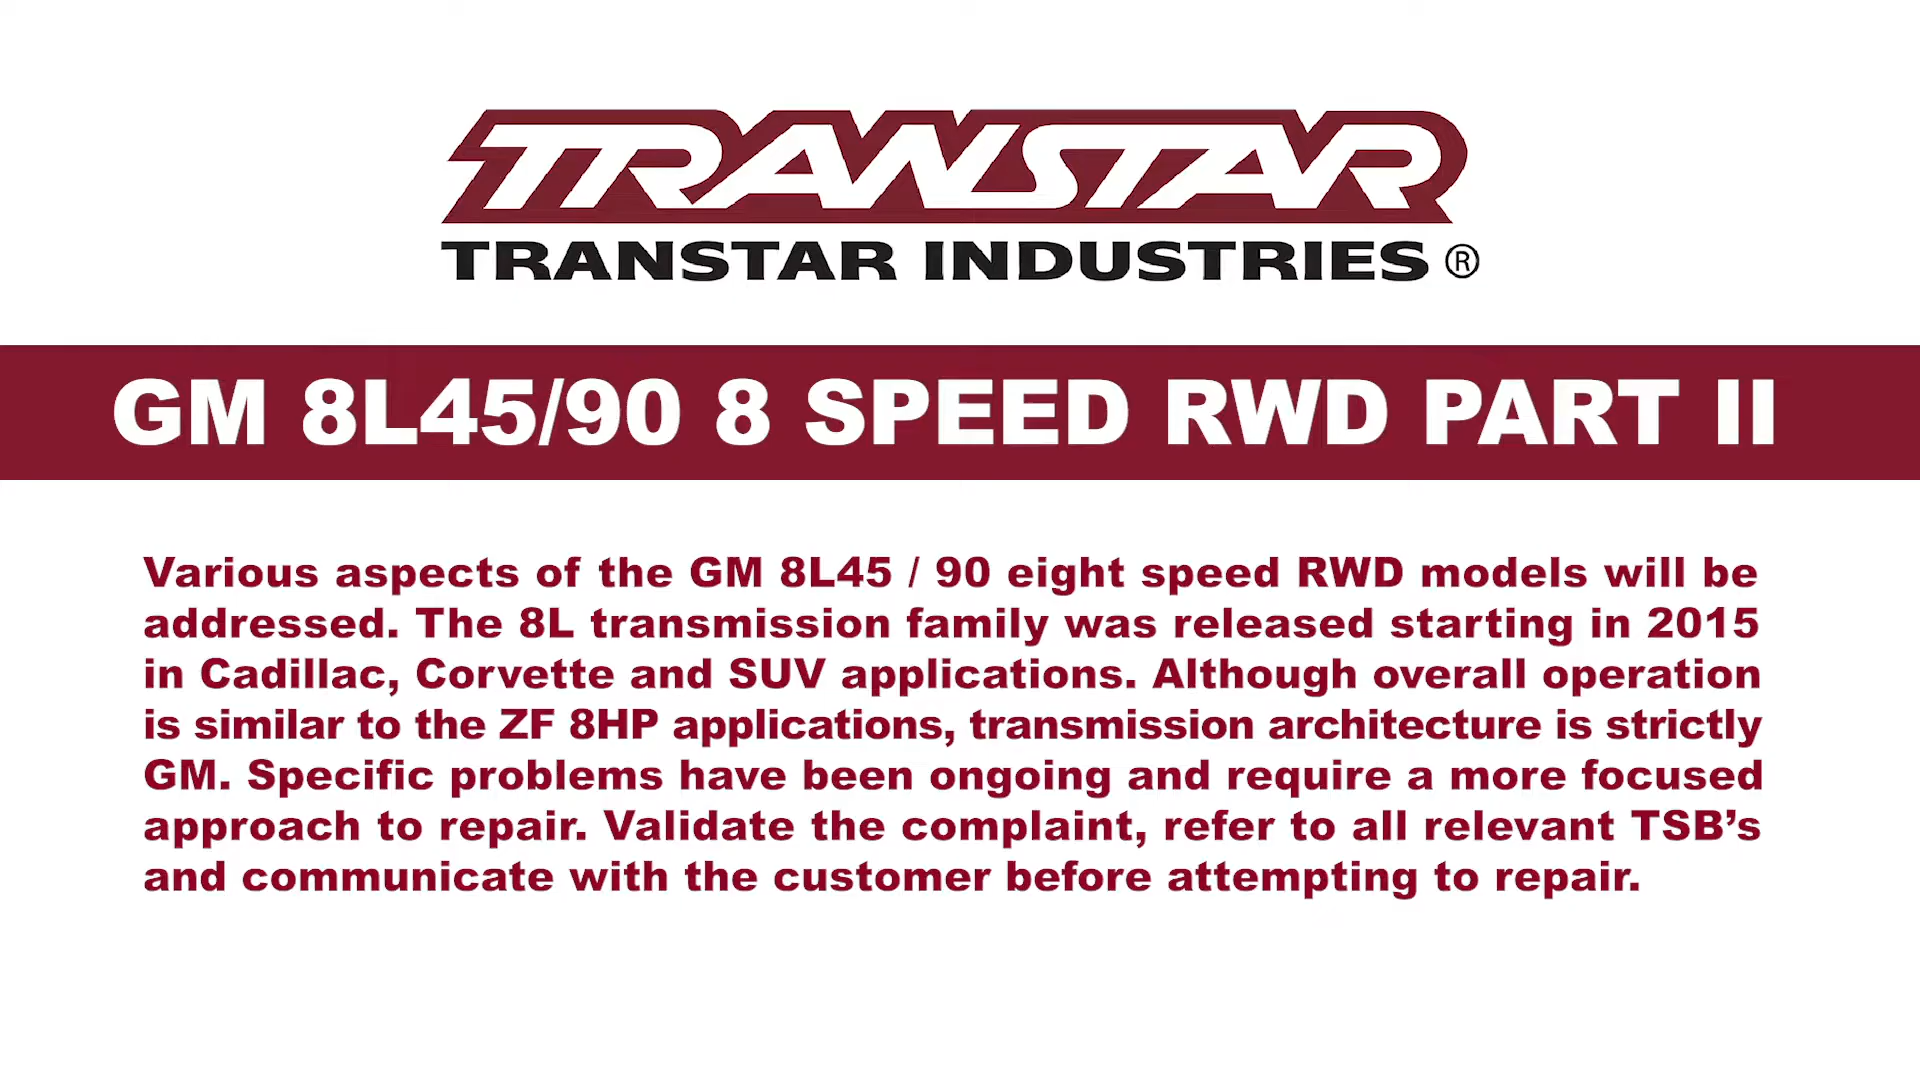 TRANSTAR
TRANSTAR INDUSTRIES®
GM 8L45/90 8 SPEED RWD PART II
Various aspects of the GM 8L45 / 90 eight speed RWD models will be
addressed. The 8L transmission family was released starting in 2015
in Cadillac, Corvette and SUV applications. Although overall operation
is similar to the ZF 8HP applications, transmission architecture is strictly
GM. Specific problems have been ongoing and require a more focused
approach to repair. Validate the complaint, refer to all relevant TSB’s
and communicate with the customer before attempting to repair.